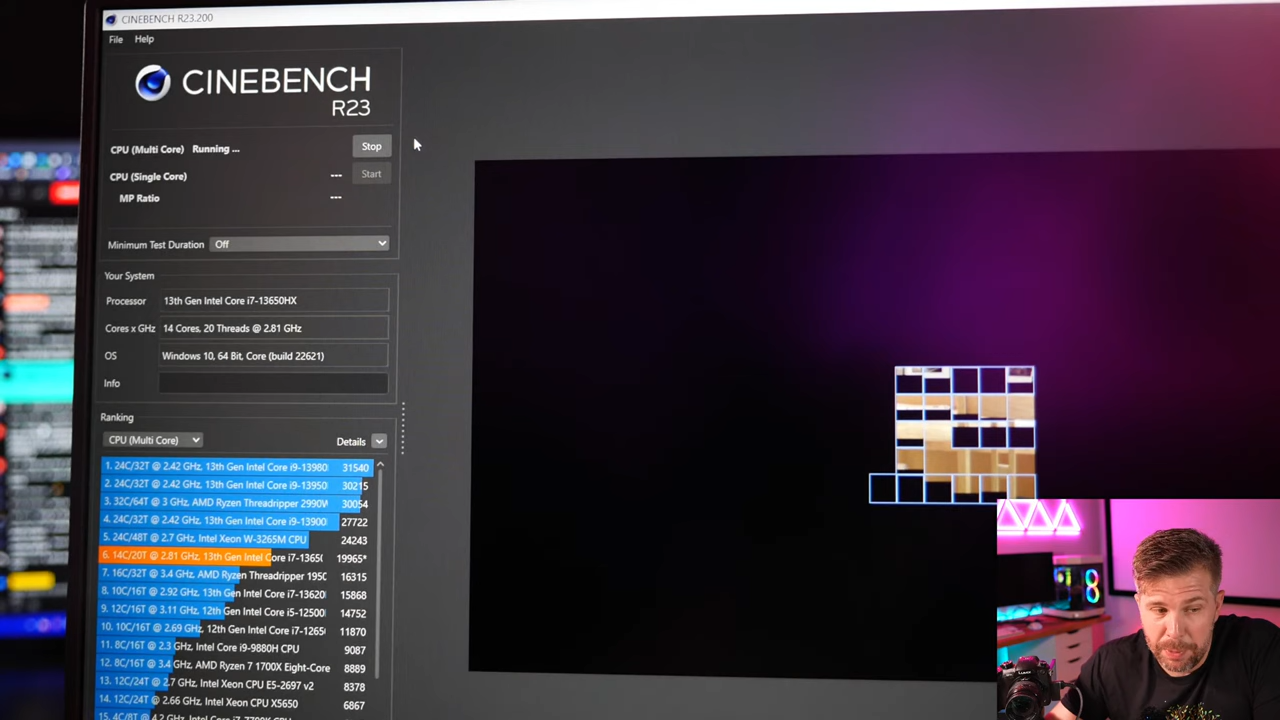 CINEBENCH R23.200
File Help
CINEBENCH
R23
CPU (Multi Core) Running ... Stop
CPU (Single Core) --- Start
MP Ratio ---
Minimum Test Duration Off
Your System
Processor 13th Gen Intel Core i7-13650HX
Cores x GHz 14 Cores, 20 Threads @ 2.81 GHz
OS Windows 10, 64 Bit, Core (build 22621)
Info
Ranking
CPU (Multi Core) Details
1. 24C/32T @ 2.42 GHz, 13th Gen Intel Core i9-13980 31540
2. 24C/32T @ 2.42 GHz, 13th Gen Intel Core i9-13950 30215
3. 32C/64T @ 3 GHz, AMD Ryzen Threadripper 2990W 30054
4. 24C/32T @ 2.42 GHz, 13th Gen Intel Core i9-13900 27722
5. 24C/48T @ 2.7 GHz, Intel Xeon W-3265M CPU 24243
6. 14C/20T @ 2.81 GHz, 13th Gen Intel Core i7-1365 19965*
7. 16C/32T @ 3.4 GHz, AMD Ryzen Threadripper 195 16315
8. 10C/16T @ 2.92 GHz, 13th Gen Intel Core i7-13620 15868
9. 12C/16T @ 3.11 GHz, 12th Gen Intel Core i5-12500 14752
10. 10C/16T @ 2.69 GHz, 12th Gen Intel Core i7-1265 11870
11. 8C/16T @ 2.3 GHz, Intel Core i9-9880H CPU 9087
12. 8C/16T @ 3.4 GHz, AMD Ryzen 7 1700X Eight-Core 8889
13. 12C/24T @ 2.7 GHz, Intel Xeon CPU E5-2697 v2 8378
14. 12C/24T @ 2.66 GHz, Intel Xeon CPU X5650 6867
15. 4C/8T @ 4.2 GHz, Intel Core i7-7700K CPU